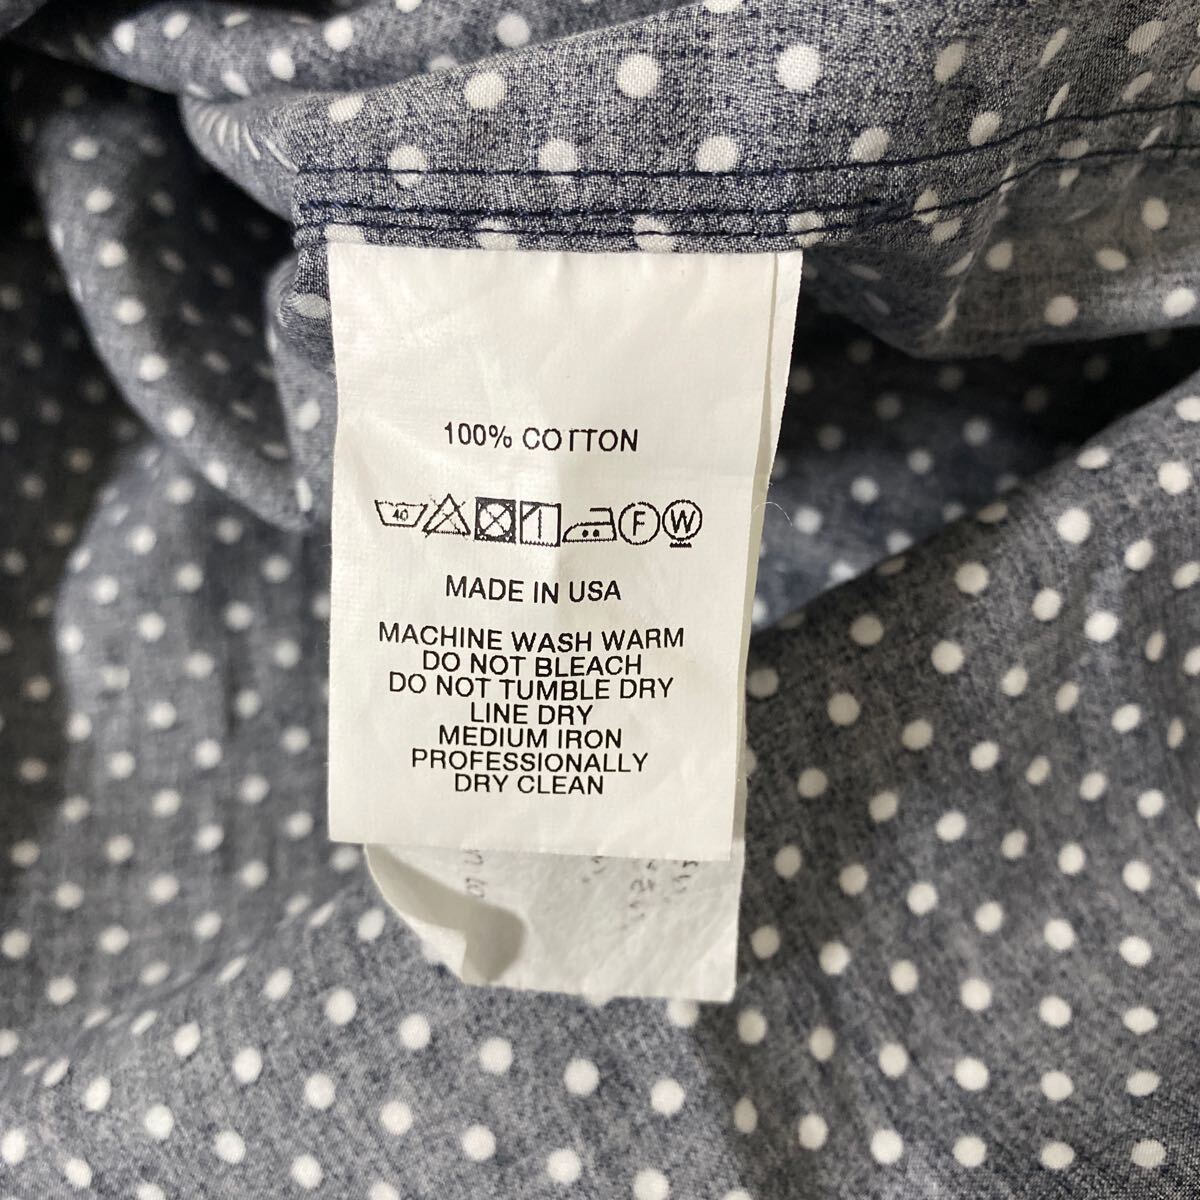 100% COTTON
40 F W
MADE IN USA
MACHINE WASH WARM
DO NOT BLEACH
DO NOT TUMBLE DRY
LINE DRY
MEDIUM IRON
PROFESSIONALLY
DRY CLEAN